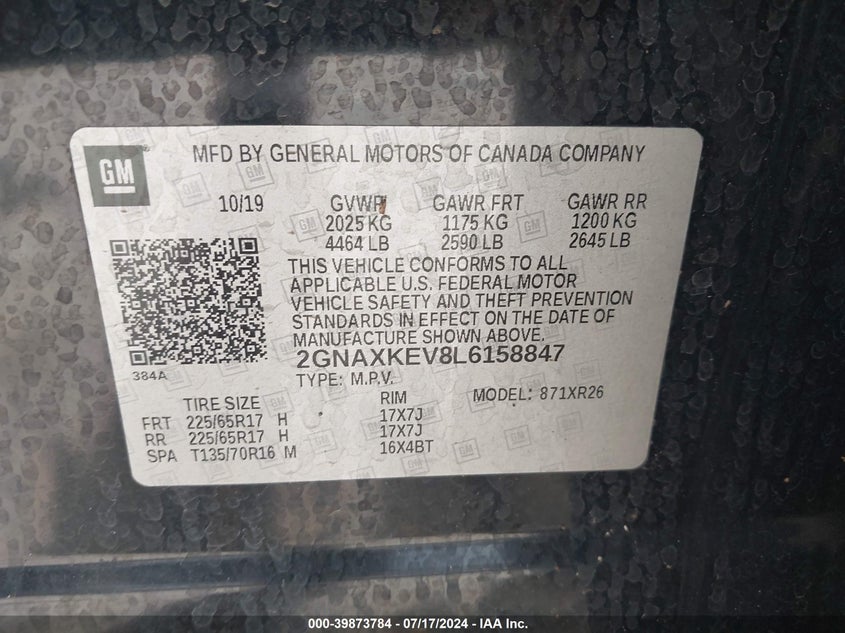 GM
MFD BY GENERAL MOTORS OF CANADA COMPANY
10/19 GVWR GAWR FRT GAWR RR
2025 KG 1175 KG 1200 KG
4464 LB 2590 LB 2645 LB
THIS VEHICLE CONFORMS TO ALL
APPLICABLE U.S. FEDERAL MOTOR
VEHICLE SAFETY AND THEFT PREVENTION
STANDARDS IN EFFECT ON THE DATE OF
MANUFACTURE SHOWN ABOVE.
2GNAXKEV8L6158847
384A
TYPE: M.P.V. MODEL: 871XR26
TIRE SIZE RIM
FRT 225/65R17 H 17X7J
RR 225/65R17 H 17X7J
SPA T135/70R16 M 16X4BT
000-39873784 - 07/17/2024 - IAA Inc.